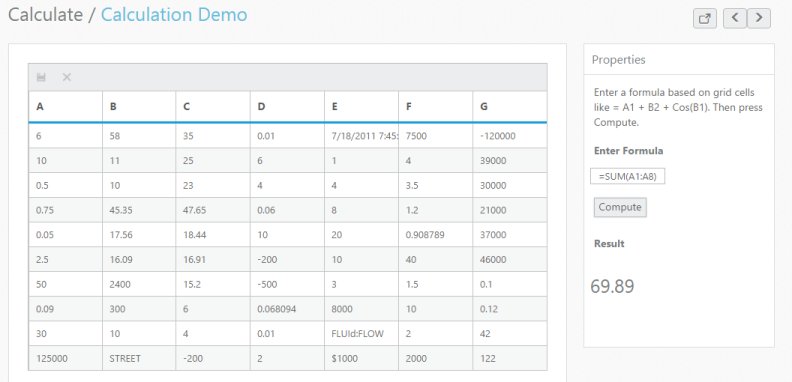 Calculate / Calculation Demo
Properties
Enter a formula based on grid cells
like = A1 + B2 + Cos(B1). Then press
Compute.
Enter Formula
=SUM(A1:A8)
Compute
Result
69.89
A B C D E F G
6 58 35 0.01 7/18/2011 7:45: 7500 -120000
10 11 25 6 1 4 39000
0.5 10 23 4 4 3.5 30000
0.75 45.35 47.65 0.06 8 1.2 21000
0.05 17.56 18.44 10 20 0.908789 37000
2.5 16.09 16.91 -200 10 40 46000
50 2400 15.2 -500 3 1.5 0.1
0.09 300 6 0.068094 8000 10 0.12
30 10 4 0.01 FLUId:FLOW 2 42
125000 STREET -200 2 $1000 2000 122